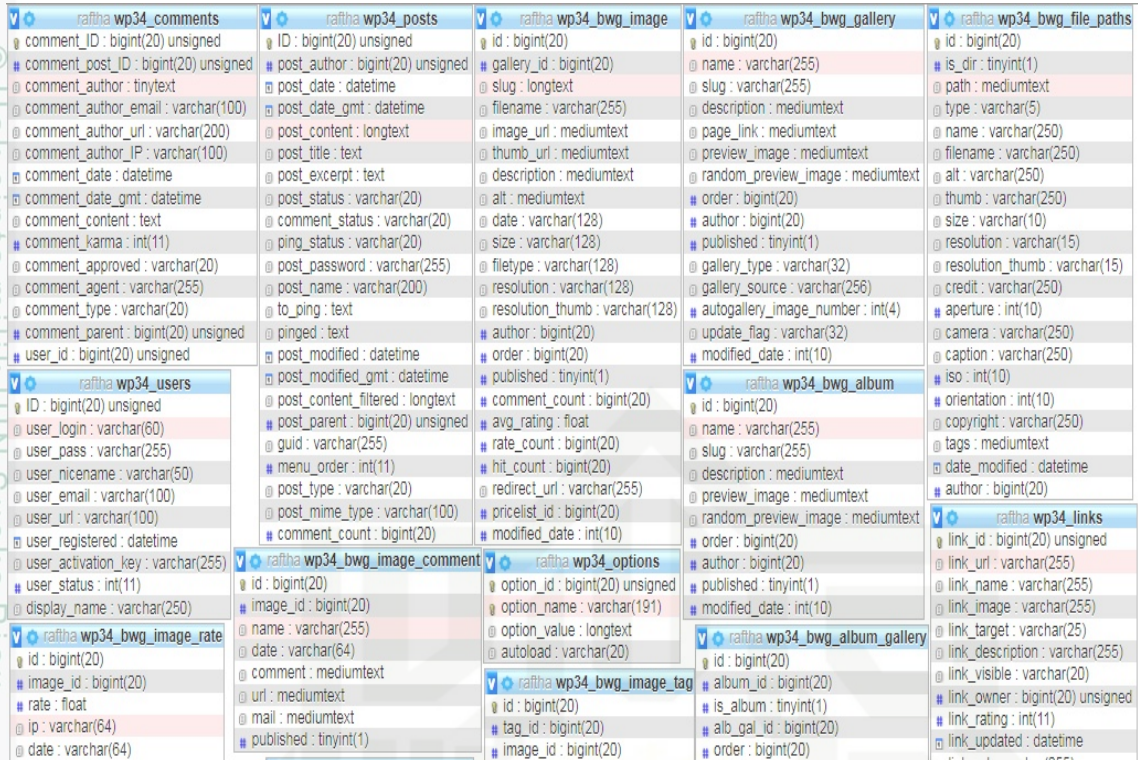 raftha wp34_comments
comment_ID : bigint(20) unsigned
comment_post_ID : bigint(20) unsigned
comment_author : tinytext
comment_author_email : varchar(100)
comment_author_url : varchar(200)
comment_author_IP : varchar(100)
comment_date : datetime
comment_date_gmt : datetime
comment_content : text
comment_karma : int(11)
comment_approved : varchar(20)
comment_agent : varchar(255)
comment_type : varchar(20)
comment_parent : bigint(20) unsigned
user_id : bigint(20) unsigned
raftha wp34_users
ID : bigint(20) unsigned
user_login : varchar(60)
user_pass : varchar(255)
user_nicename : varchar(50)
user_email : varchar(100)
user_url : varchar(100)
user_registered : datetime
user_activation_key : varchar(255)
user_status : int(11)
display_name : varchar(250)
raftha wp34_bwg_image_rate
id : bigint(20)
image_id : bigint(20)
rate : float
ip : varchar(64)
date : varchar(64)
raftha wp34_posts
ID : bigint(20) unsigned
post_author : bigint(20) unsigned
post_date : datetime
post_date_gmt : datetime
post_content : longtext
post_title : text
post_excerpt : text
post_status : varchar(20)
comment_status : varchar(20)
ping_status : varchar(20)
post_password : varchar(255)
post_name : varchar(200)
to_ping : text
pinged : text
post_modified : datetime
post_modified_gmt : datetime
post_content_filtered : longtext
post_parent : bigint(20) unsigned
guid : varchar(255)
menu_order : int(11)
post_type : varchar(20)
post_mime_type : varchar(100)
comment_count : bigint(20)
raftha wp34_bwg_image_comment
id : bigint(20)
image_id : bigint(20)
name : varchar(255)
date : varchar(64)
comment : mediumtext
url : mediumtext
mail : mediumtext
published : tinyint(1)
raftha wp34_bwg_image
id : bigint(20)
gallery_id : bigint(20)
slug : longtext
filename : varchar(255)
image_url : mediumtext
thumb_url : mediumtext
description : mediumtext
alt : mediumtext
date : varchar(128)
size : varchar(128)
filetype : varchar(128)
resolution : varchar(128)
resolution_thumb : varchar(128)
author : bigint(20)
order : bigint(20)
published : tinyint(1)
comment_count : bigint(20)
avg_rating : float
rate_count : bigint(20)
hit_count : bigint(20)
redirect_url : varchar(255)
pricelist_id : bigint(20)
modified_date : int(10)
raftha wp34_options
option_id : bigint(20) unsigned
option_name : varchar(191)
option_value : longtext
autoload : varchar(20)
raftha wp34_bwg_image_tag
id : bigint(20)
tag_id : bigint(20)
image_id : bigint(20)
raftha wp34_bwg_gallery
id : bigint(20)
name : varchar(255)
slug : varchar(255)
description : mediumtext
page_link : mediumtext
preview_image : mediumtext
random_preview_image : mediumtext
order : bigint(20)
author : bigint(20)
published : tinyint(1)
gallery_type : varchar(32)
gallery_source : varchar(256)
autogallery_image_number : int(4)
update_flag : varchar(32)
modified_date : int(10)
raftha wp34_bwg_album
id : bigint(20)
name : varchar(255)
slug : varchar(255)
description : mediumtext
preview_image : mediumtext
random_preview_image : mediumtext
order : bigint(20)
author : bigint(20)
published : tinyint(1)
modified_date : int(10)
raftha wp34_bwg_album_gallery
id : bigint(20)
album_id : bigint(20)
is_album : tinyint(1)
alb_gal_id : bigint(20)
order : bigint(20)
raftha wp34_bwg_file_paths
id : bigint(20)
is_dir : tinyint(1)
path : mediumtext
type : varchar(5)
name : varchar(250)
filename : varchar(250)
alt : varchar(250)
thumb : varchar(250)
size : varchar(10)
resolution : varchar(15)
resolution_thumb : varchar(15)
credit : varchar(250)
aperture : int(10)
camera : varchar(250)
caption : varchar(250)
iso : int(10)
orientation : int(10)
copyright : varchar(250)
tags : mediumtext
date_modified : datetime
author : bigint(20)
raftha wp34_links
link_id : bigint(20) unsigned
link_url : varchar(255)
link_name : varchar(255)
link_image : varchar(255)
link_target : varchar(25)
link_description : varchar(255)
link_visible : varchar(20)
link_owner : bigint(20) unsigned
link_rating : int(11)
link_updated : datetime